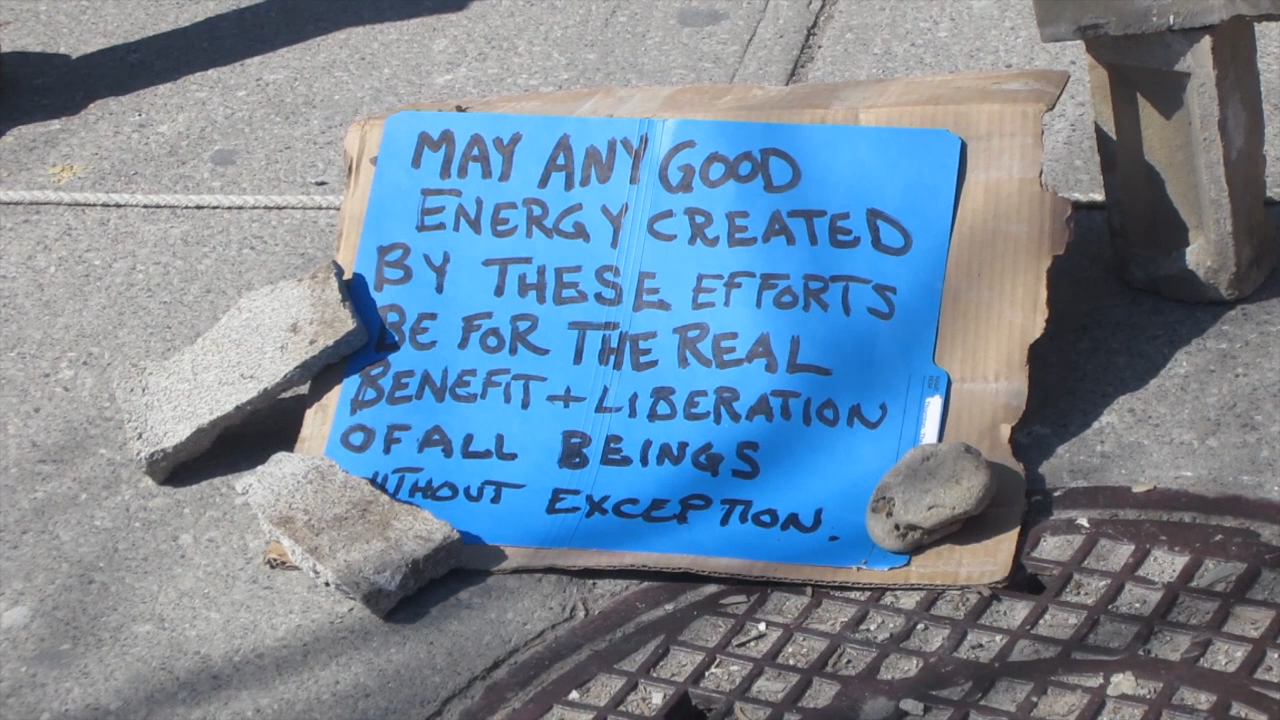 MAY ANY GOOD
ENERGY CREATED
BY THESE EFFORTS
BE FOR THE REAL
BENEFIT + LIBERATION
OF ALL BEINGS
WITHOUT EXCEPTION.